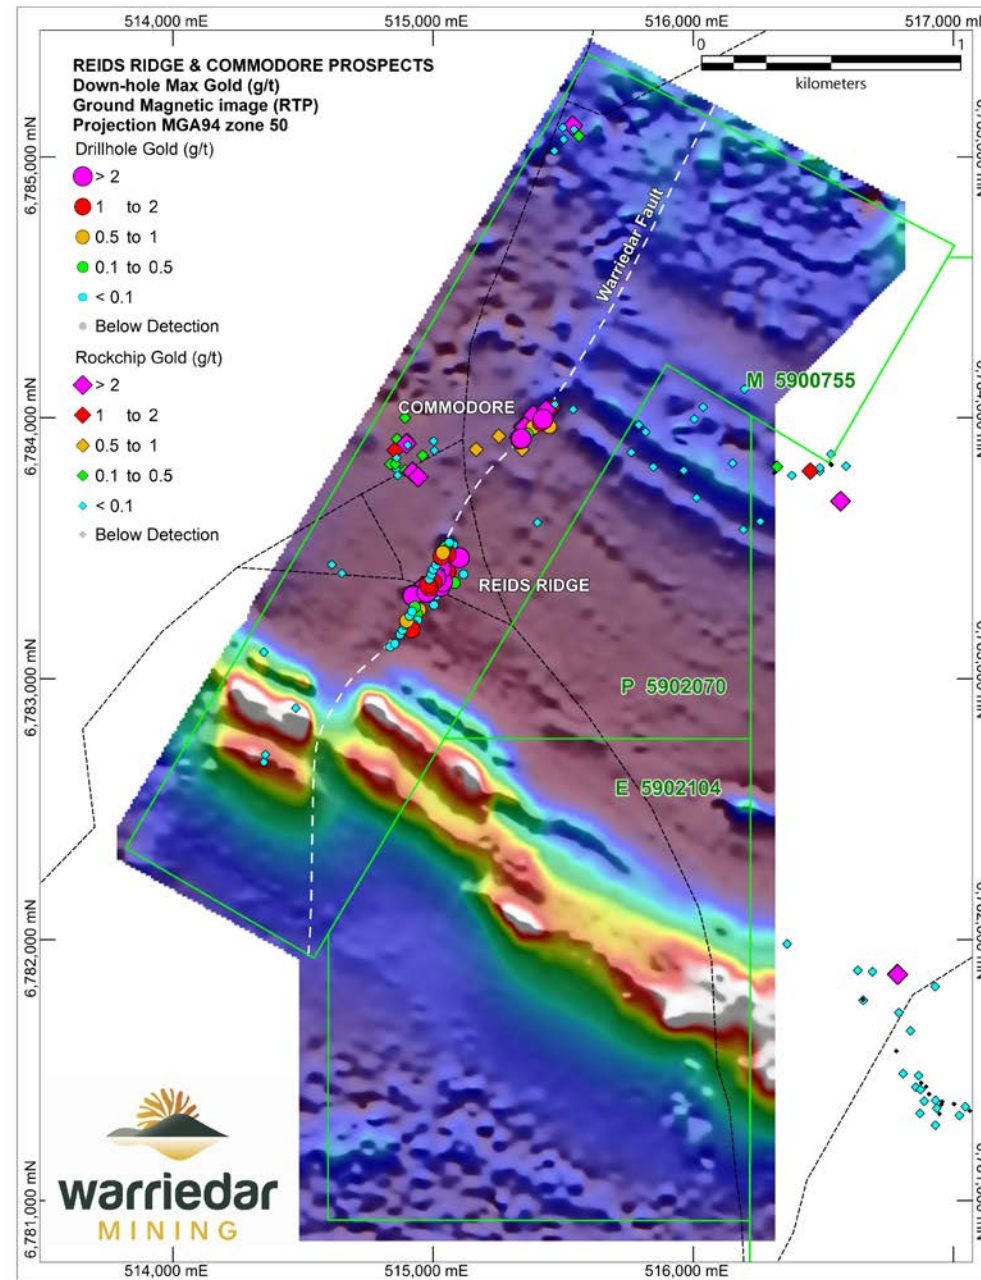 514,000 mE
515,000 mE
516,000 mE
517,000 mE
0
1
kilometers
REIDS RIDGE & COMMODORE PROSPECTS
Down-hole Max Gold (g/t)
Ground Magnetic image (RTP)
Projection MGA94 zone 50
Drillhole Gold (g/t)
> 2
1 to 2
0.5 to 1
0.1 to 0.5
< 0.1
Below Detection
Rockchip Gold (g/t)
> 2
1 to 2
0.5 to 1
0.1 to 0.5
< 0.1
Below Detection
6,785,000 mN
6,784,000 mN
6,783,000 mN
6,782,000 mN
6,781,000 mN
Warriedar Fault
COMMODORE
REIDS RIDGE
M 5900755
P 5902070
E 5902104
warriedar
MINING
514,000 mE
515,000 mE
516,000 mE